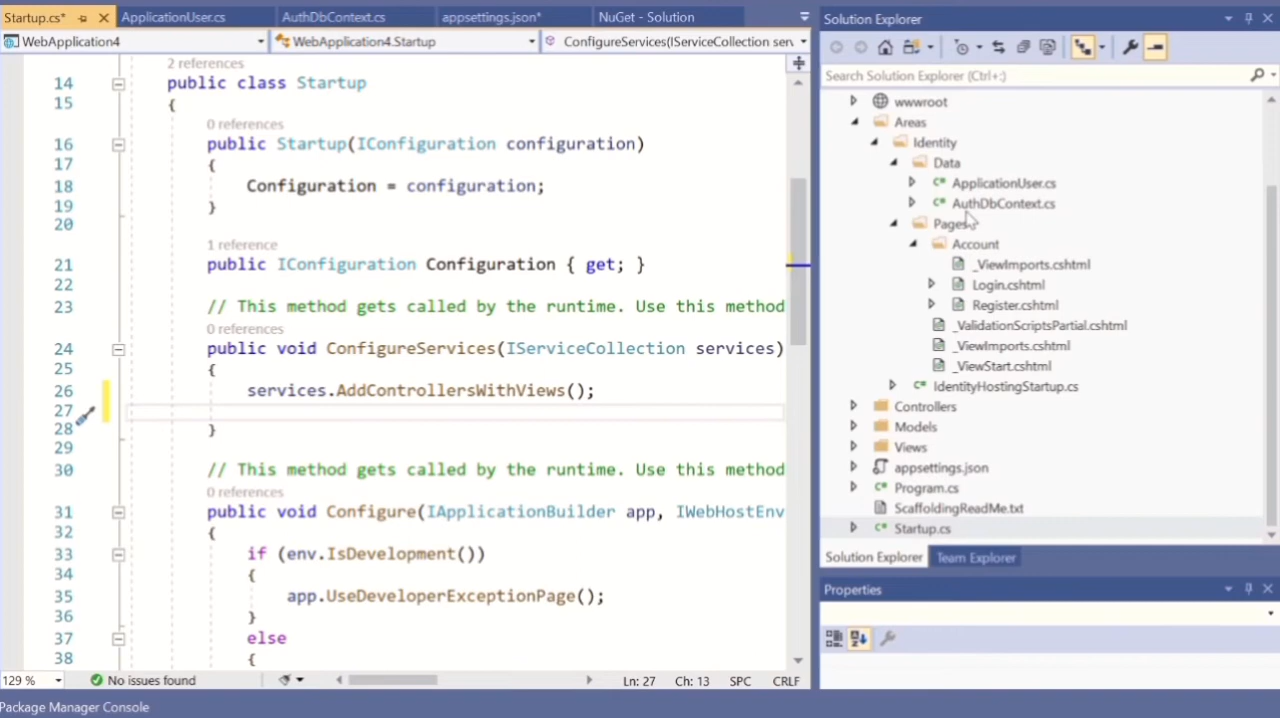 Startup.cs*
ApplicationUser.cs
AuthDbContext.cs
appsettings.json*
NuGet - Solution
WebApplication4
WebApplication4.Startup
ConfigureServices(IServiceCollection serv
2 references
14 public class Startup
15 {
0 references
16 public Startup(IConfiguration configuration)
17 {
18 Configuration = configuration;
19 }
20
1 reference
21 public IConfiguration Configuration { get; }
22
23 // This method gets called by the runtime. Use this method
0 references
24 public void ConfigureServices(IServiceCollection services)
25 {
26 services.AddControllersWithViews();
27
28 }
29
30 // This method gets called by the runtime. Use this method
0 references
31 public void Configure(IApplicationBuilder app, IWebHostEnv
32 {
33 if (env.IsDevelopment())
34 {
35 app.UseDeveloperExceptionPage();
36 }
37 else
38 {
129 %
No issues found
Ln: 27
Ch: 13
SPC
CRLF
Package Manager Console
Solution Explorer
Search Solution Explorer (Ctrl+;)
wwwroot
Areas
Identity
Data
ApplicationUser.cs
AuthDbContext.cs
Pages
Account
_ViewImports.cshtml
Login.cshtml
Register.cshtml
_ValidationScriptsPartial.cshtml
_ViewImports.cshtml
_ViewStart.cshtml
IdentityHostingStartup.cs
Controllers
Models
Views
appsettings.json
Program.cs
ScaffoldingReadMe.txt
Startup.cs
Solution Explorer
Team Explorer
Properties